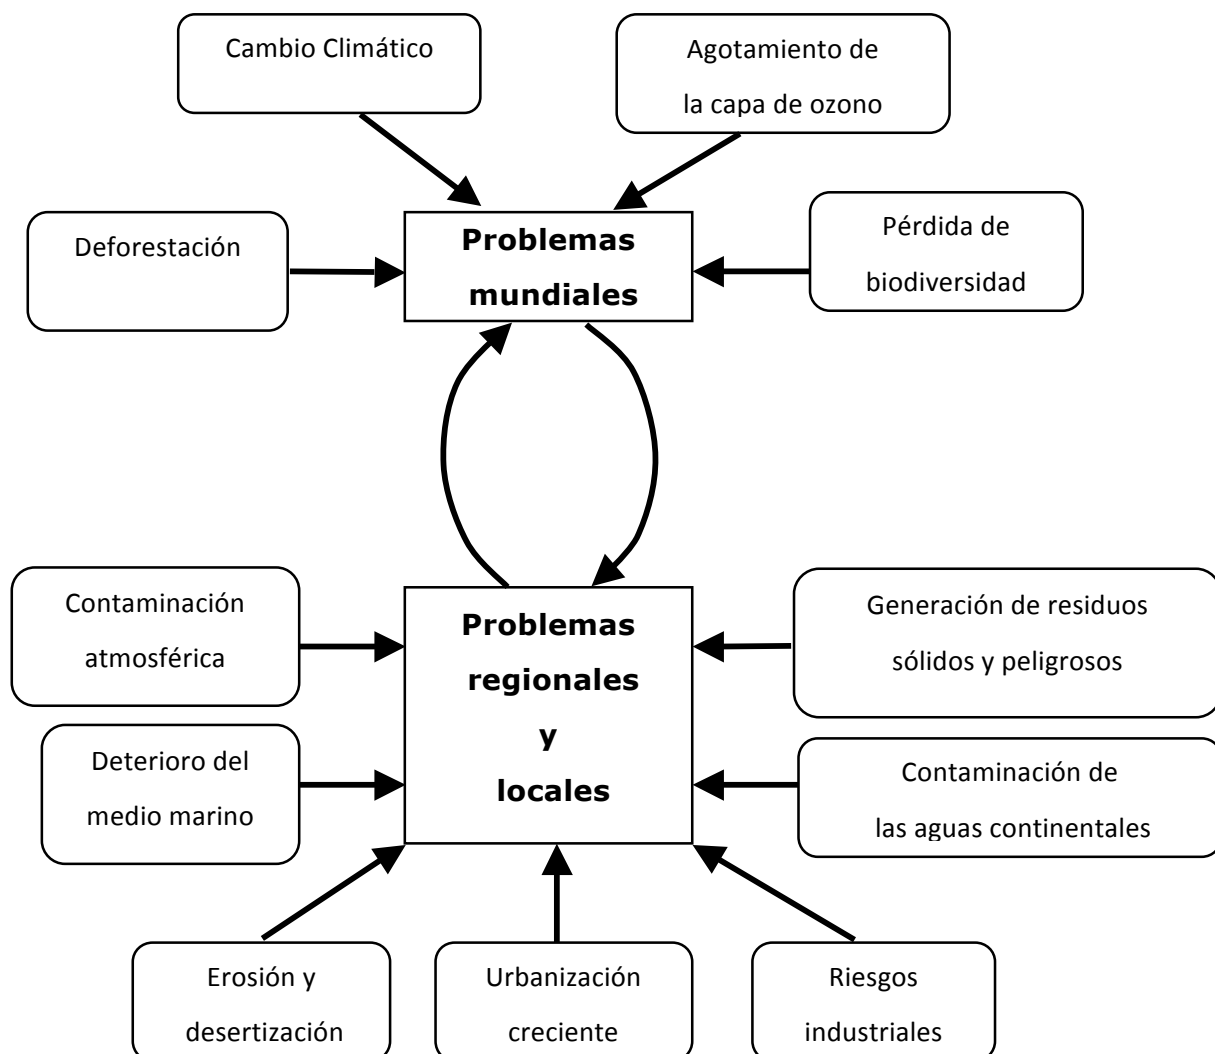 Cambio Climático
Agotamiento de
la capa de ozono
Deforestación
Problemas
mundiales
Pérdida de
biodiversidad
Contaminación
atmosférica
Problemas
regionales
y
locales
Generación de residuos
sólidos y peligrosos
Deterioro del
medio marino
Contaminación de
las aguas continentales
Erosión y
desertización
Urbanización
creciente
Riesgos
industriales